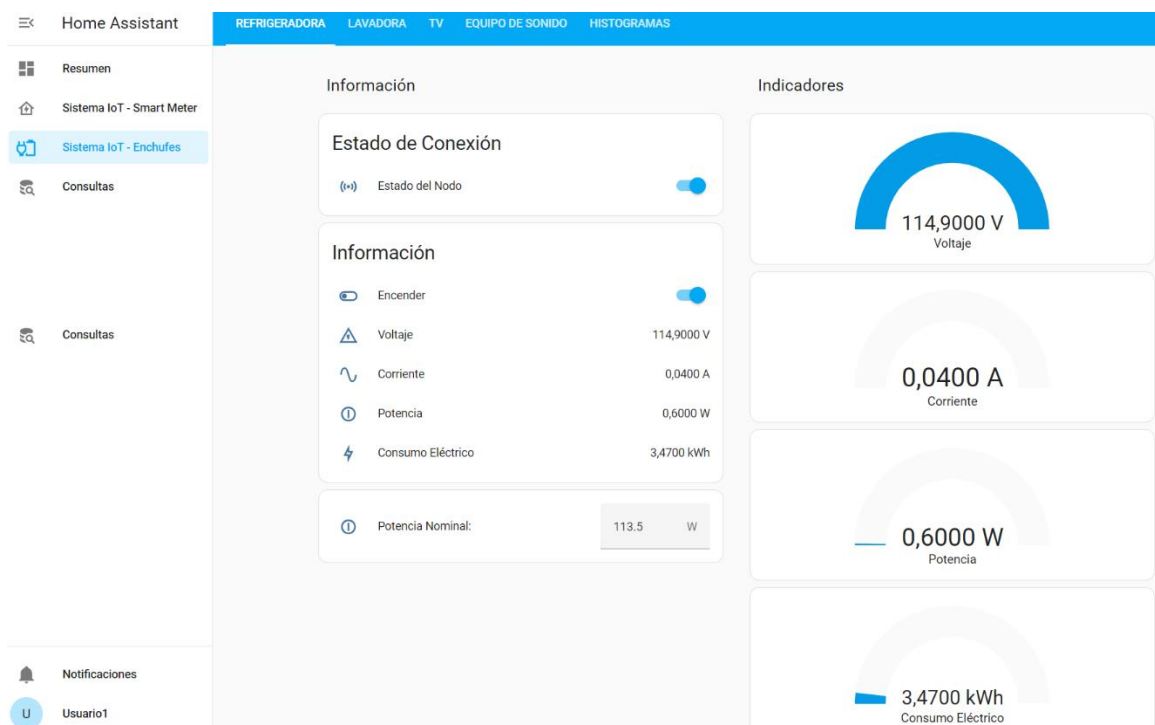 Home Assistant
REFRIGERADORA LAVADORA TV EQUIPO DE SONIDO HISTOGRAMAS
Resumen
Sistema IoT - Smart Meter
Sistema IoT - Enchufes
Consultas
Consultas
Notificaciones
U Usuario1
Información
Estado de Conexión
Estado del Nodo
Información
Encender
Voltaje 114,9000 V
Corriente 0,0400 A
Potencia 0,6000 W
Consumo Eléctrico 3,4700 kWh
Potencia Nominal: 113.5 W
Indicadores
114,9000 V
Voltaje
0,0400 A
Corriente
0,6000 W
Potencia
3,4700 kWh
Consumo Eléctrico